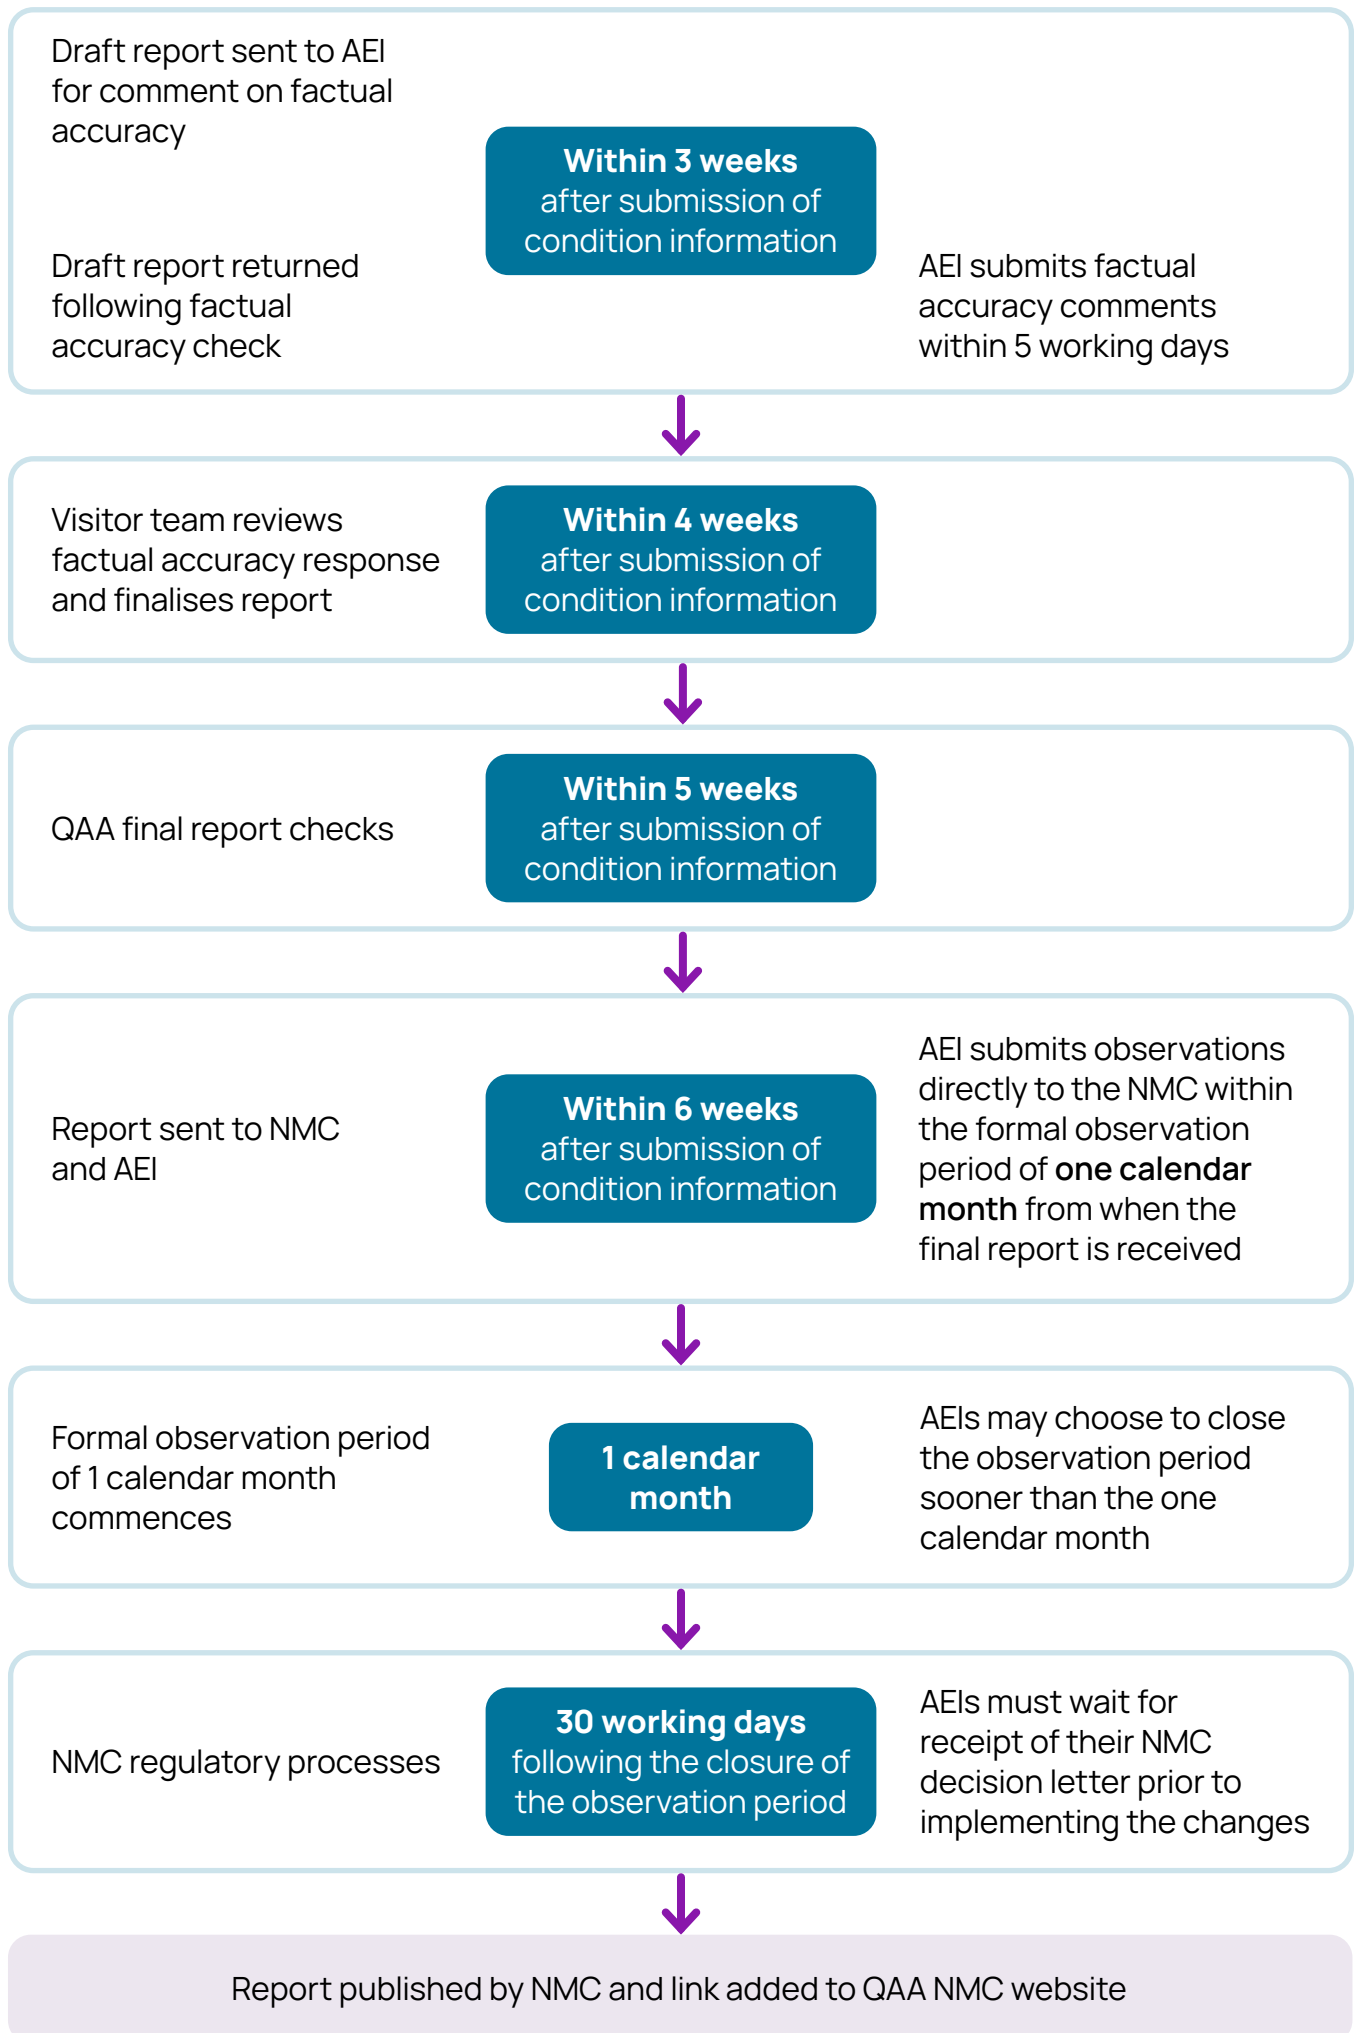 Draft report sent to AEI
for comment on factual
accuracy
Within 3 weeks
after submission of
condition information
Draft report returned
following factual
accuracy check
AEI submits factual
accuracy comments
within 5 working days
Visitor team reviews
factual accuracy response
and finalises report
Within 4 weeks
after submission of
condition information
QAA final report checks
Within 5 weeks
after submission of
condition information
Report sent to NMC
and AEI
Within 6 weeks
after submission of
condition information
AEI submits observations
directly to the NMC within
the formal observation
period of one calendar
month from when the
final report is received
Formal observation period
of 1 calendar month
commences
1 calendar
month
AEIs may choose to close
the observation period
sooner than the one
calendar month
NMC regulatory processes
30 working days
following the closure of
the observation period
AEIs must wait for
receipt of their NMC
decision letter prior to
implementing the changes
Report published by NMC and link added to QAA NMC website